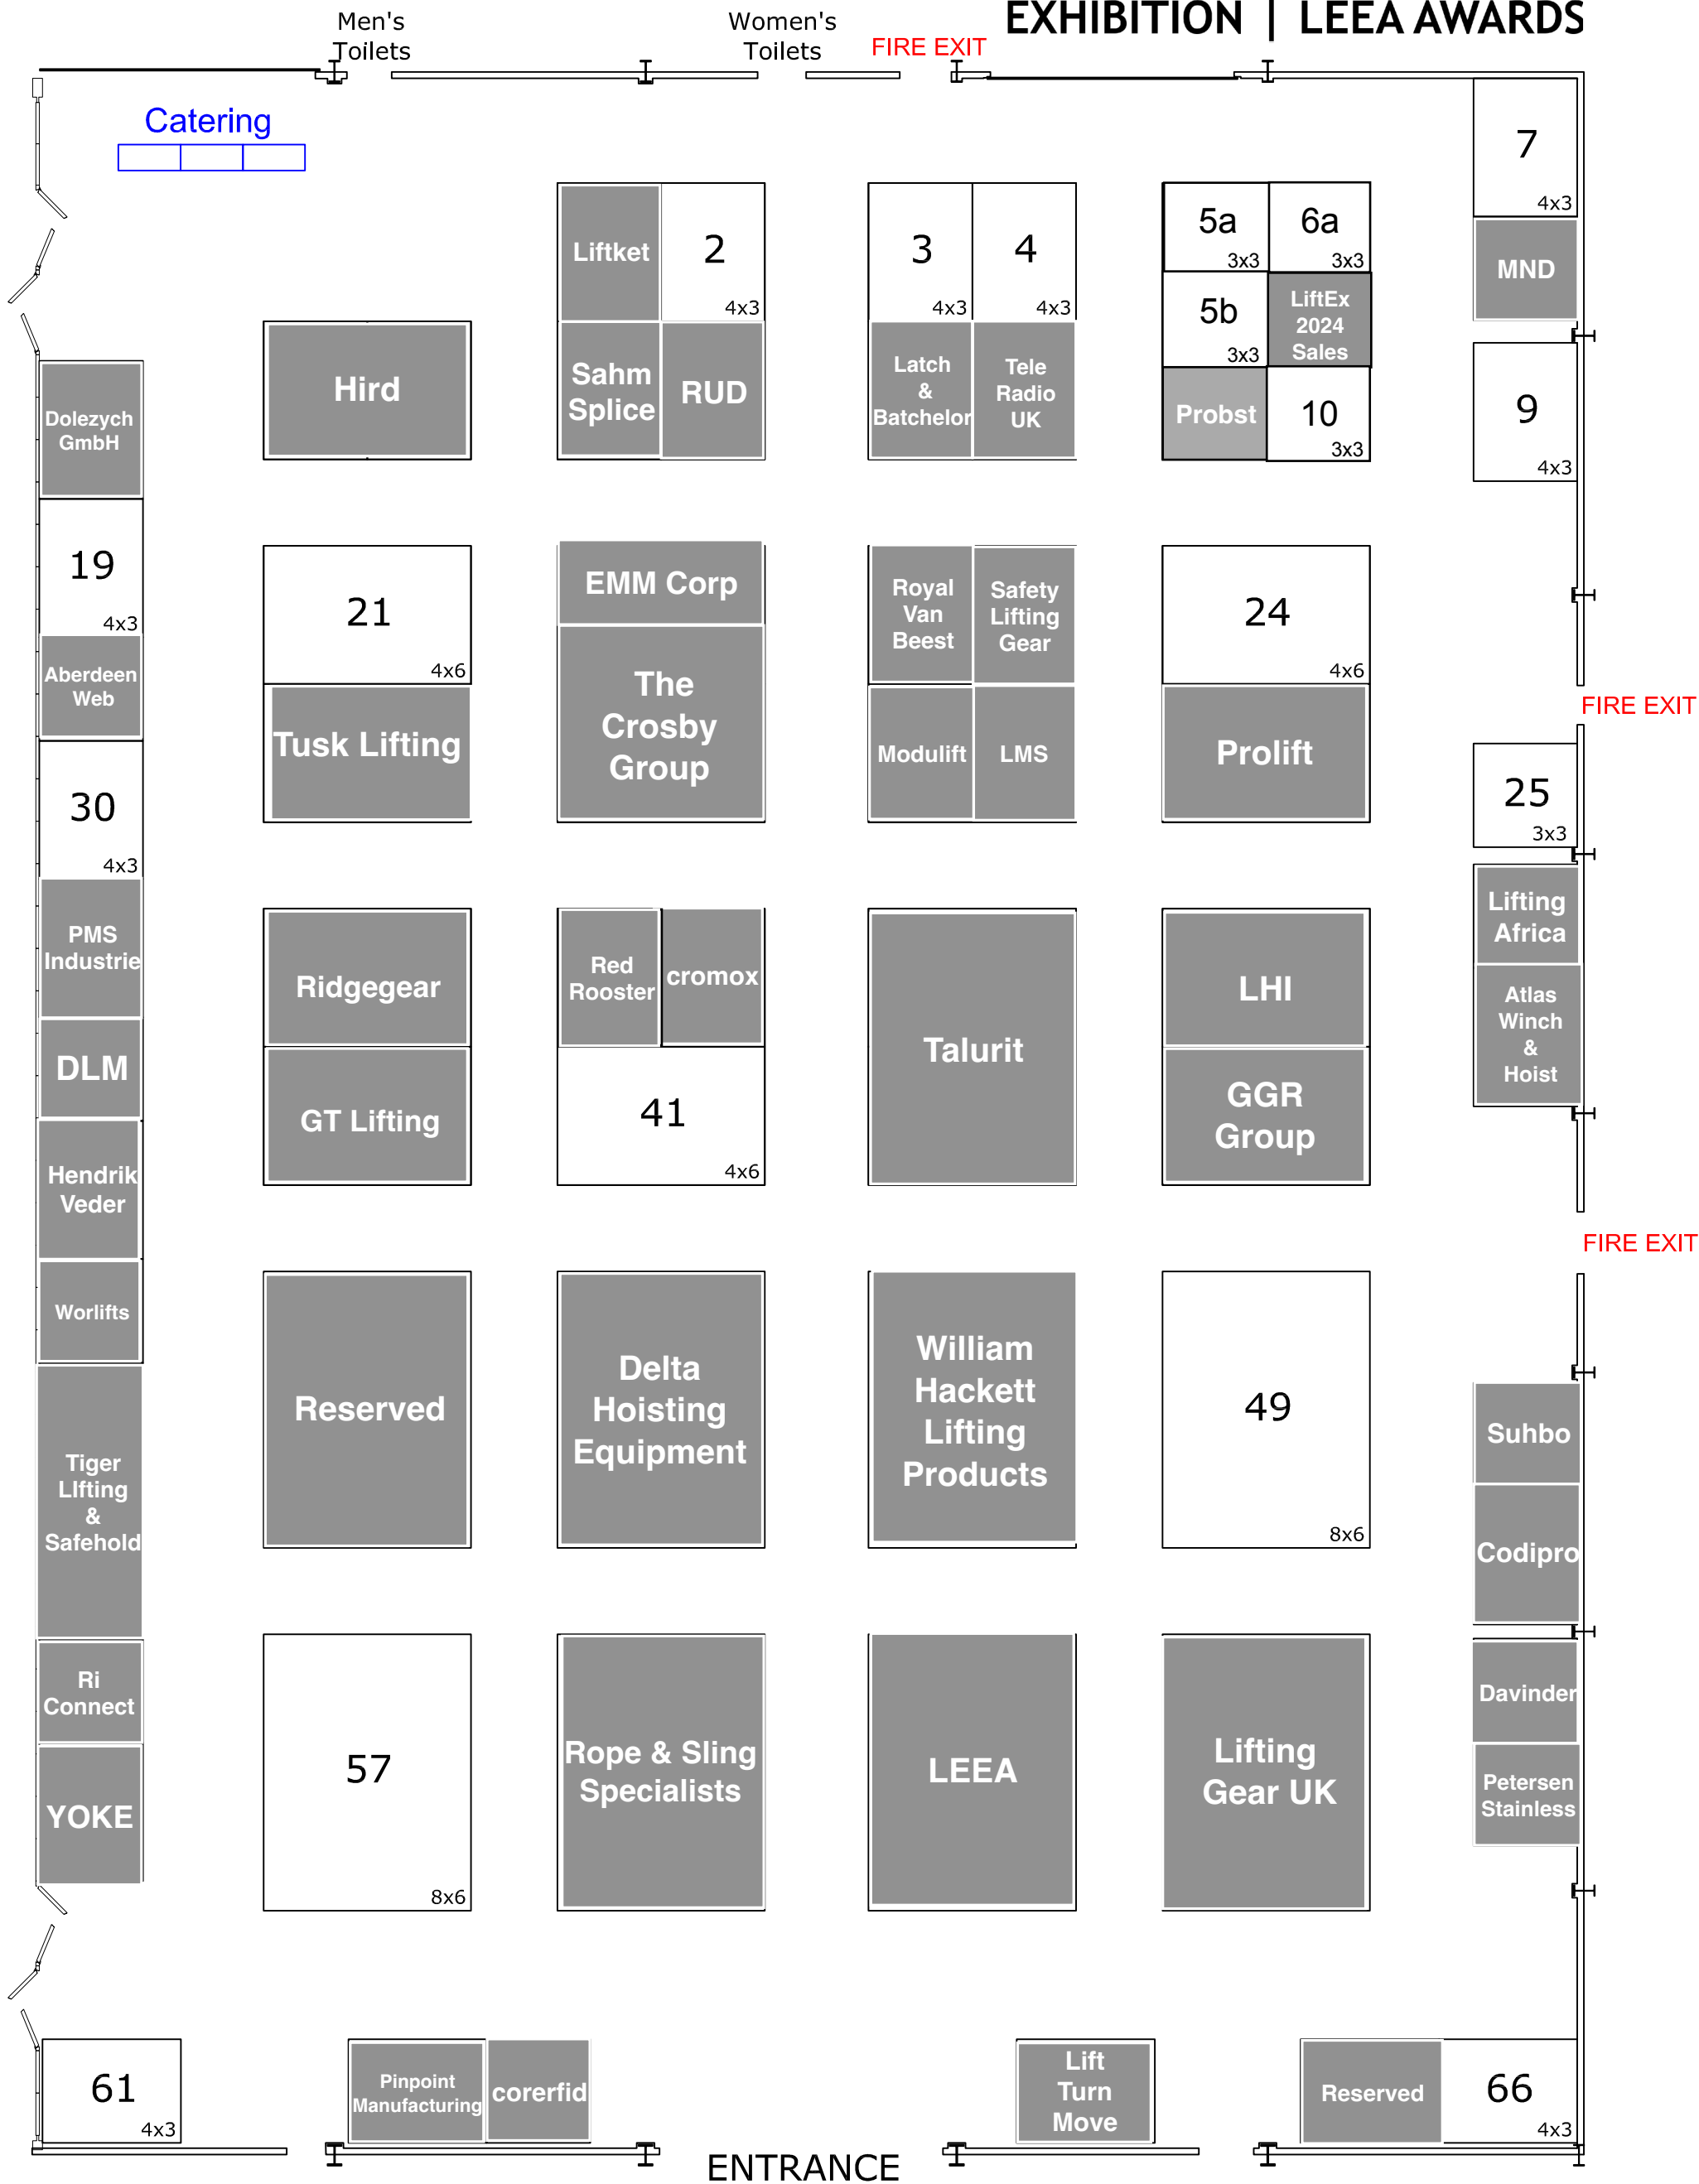 EXHIBITION | LEEA AWARDS
Men's
Toilets
Women's
Toilets
FIRE EXIT
Catering
7
4x3
Liftket
2
4x3
3
4x3
4
4x3
5a
3x3
6a
3x3
MND
5b
3x3
LiftEx
2024
Sales
Hird
Sahm
Splice
RUD
Latch
&
Batchelor
Tele
Radio
UK
Probst
10
3x3
9
4x3
Dolezych
GmbH
19
4x3
21
4x6
EMM Corp
Royal
Van
Beest
Safety
Lifting
Gear
24
4x6
Aberdeen
Web
FIRE EXIT
Tusk Lifting
The
Crosby
Group
Modulift
LMS
Prolift
30
4x3
25
3x3
PMS
Industrie
Ridgegear
Red
Rooster
cromox
Talurit
LHI
Lifting
Africa
DLM
GT Lifting
41
4x6
GGR
Group
Atlas
Winch
&
Hoist
Hendrik
Veder
FIRE EXIT
Worlifts
Reserved
Delta
Hoisting
Equipment
William
Hackett
Lifting
Products
49
8x6
Suhbo
Tiger
LIfting
&
Safehold
Codipro
Ri
Connect
57
8x6
Rope & Sling
Specialists
LEEA
Lifting
Gear UK
Davinder
YOKE
Petersen
Stainless
61
4x3
Pinpoint
Manufacturing
corerfid
Lift
Turn
Move
Reserved
66
4x3
ENTRANCE